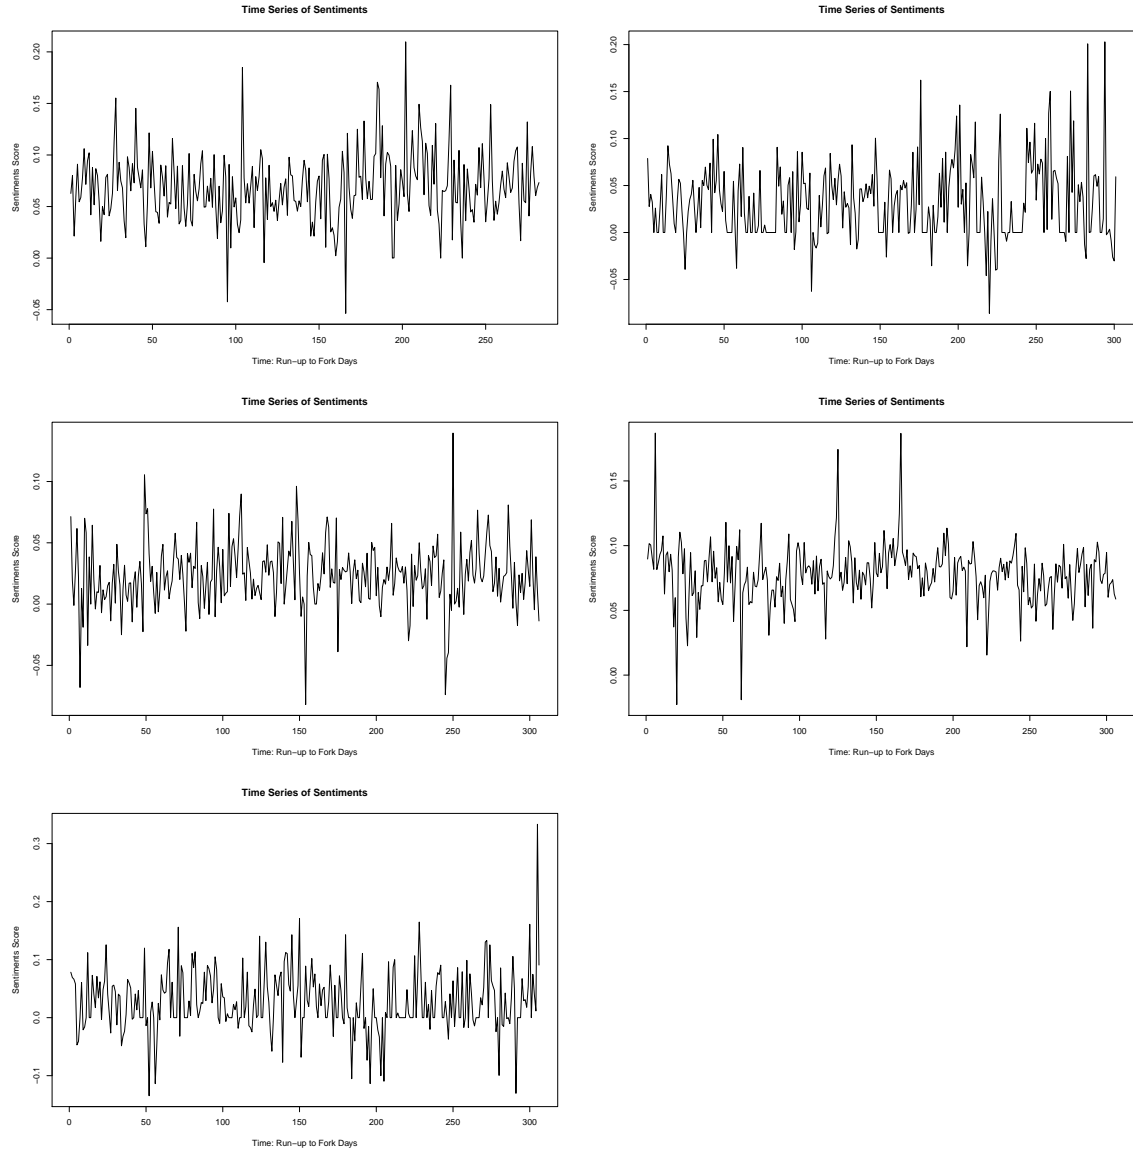 Time Series of Sentiments
Sentiments Score
0.20
0.15
0.10
0.05
0.00
−0.05
0 50 100 150 200 250
Time: Run−up to Fork Days
Time Series of Sentiments
Sentiments Score
0.20
0.15
0.10
0.05
0.00
−0.05
0 50 100 150 200 250 300
Time: Run−up to Fork Days
Time Series of Sentiments
Sentiments Score
0.10
0.05
0.00
−0.05
0 50 100 150 200 250 300
Time: Run−up to Fork Days
Time Series of Sentiments
Sentiments Score
0.15
0.10
0.05
0.00
0 50 100 150 200 250 300
Time: Run−up to Fork Days
Time Series of Sentiments
Sentiments Score
0.3
0.2
0.1
0.0
−0.1
0 50 100 150 200 250 300
Time: Run−up to Fork Days